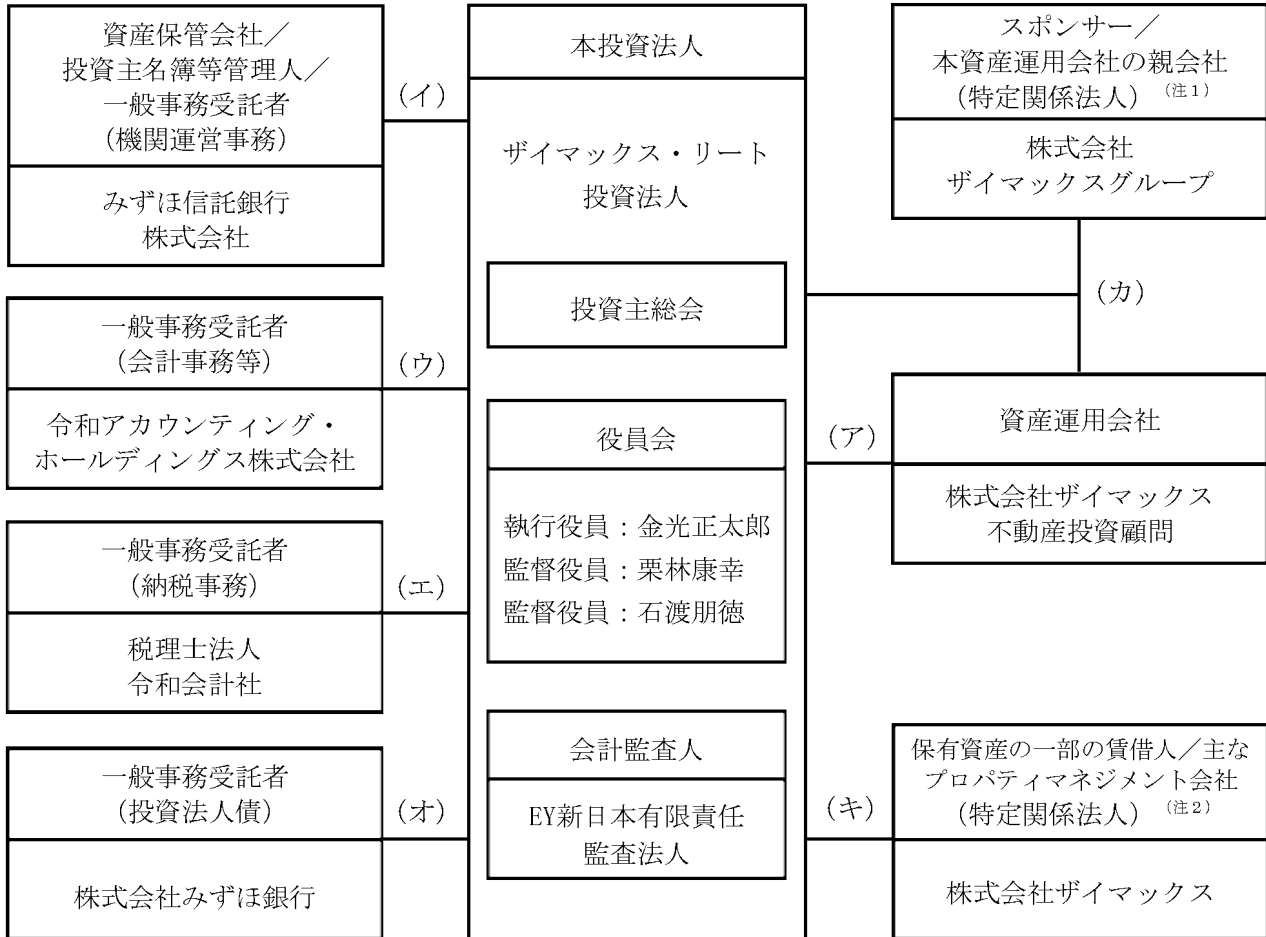 資産保管会社／
投資主名簿等管理人／
一般事務受託者
（機関運営事務）
みずほ信託銀行
株式会社
（イ）
一般事務受託者
（会計事務等）
令和アカウンティング・
ホールディングス株式会社
（ウ）
一般事務受託者
（納税事務）
税理士法人
令和会計社
（エ）
一般事務受託者
（投資法人債）
株式会社みずほ銀行
（オ）
本投資法人
ザイマックス・リート
投資法人
投資主総会
役員会
執行役員：金光正太郎
監督役員：栗林康幸
監督役員：石渡朋徳
会計監査人
EY新日本有限責任
監査法人
スポンサー／
本資産運用会社の親会社
（特定関係法人）（注１）
株式会社
ザイマックスグループ
（カ）
（ア）
資産運用会社
株式会社ザイマックス
不動産投資顧問
（キ）
保有資産の一部の賃借人／主な
プロパティマネジメント会社
（特定関係法人）（注２）
株式会社ザイマックス